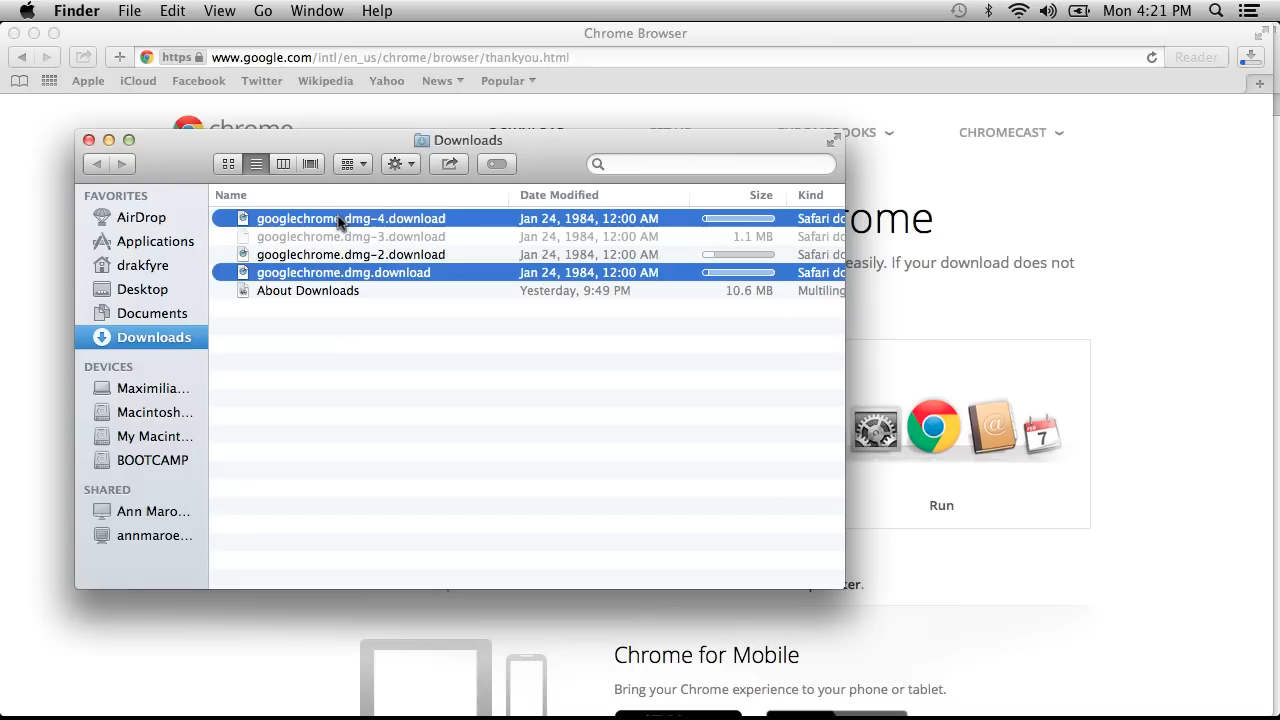 Finder File Edit View Go Window Help Mon 4:21 PM
Chrome Browser
https www.google.com/intl/en_us/chrome/browser/thankyou.html Reader
Apple iCloud Facebook Twitter Wikipedia Yahoo News Popular
chrome
CHROMECAST
Downloads
FAVORITES
AirDrop
Applications
drakfyre
Desktop
Documents
Downloads
DEVICES
Maximilia...
Macintosh...
My Macint...
BOOTCAMP
SHARED
Ann Maro...
annmaroe...
Name Date Modified Size Kind
googlechrome.dmg-4.download Jan 24, 1984, 12:00 AM Safari do
googlechrome.dmg-3.download Jan 24, 1984, 12:00 AM 1.1 MB Safari do
googlechrome.dmg-2.download Jan 24, 1984, 12:00 AM Safari do
googlechrome.dmg.download Jan 24, 1984, 12:00 AM Safari do
About Downloads Yesterday, 9:49 PM 10.6 MB Multiling
rome
easily. If your download does not
7
Run
Chrome for Mobile
Bring your Chrome experience to your phone or tablet.